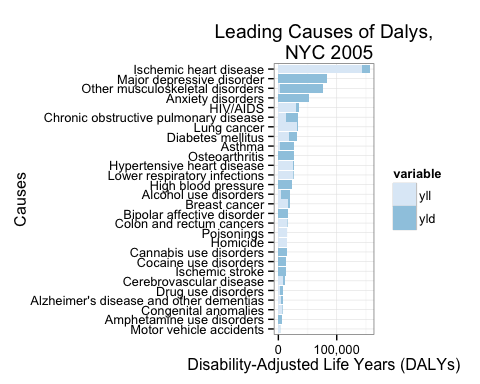 Leading Causes of Dalys,
NYC 2005
Causes
Ischemic heart disease
Major depressive disorder
Other musculoskeletal disorders
Anxiety disorders
HIV/AIDS
Chronic obstructive pulmonary disease
Lung cancer
Diabetes mellitus
Asthma
Osteoarthritis
Hypertensive heart disease
Lower respiratory infections
High blood pressure
Alcohol use disorders
Breast cancer
Bipolar affective disorder
Colon and rectum cancers
Poisonings
Homicide
Cannabis use disorders
Cocaine use disorders
Ischemic stroke
Cerebrovascular disease
Drug use disorders
Alzheimer's disease and other dementias
Congenital anomalies
Amphetamine use disorders
Motor vehicle accidents
0 100,000
Disability-Adjusted Life Years (DALYs)
variable
yll
yld